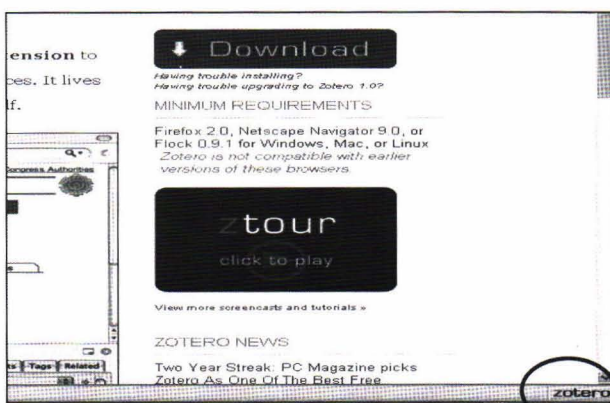 ension to
ces. It lives
lf.
Download
Having trouble installing?
Having trouble upgrading to Zotero 1.0?
MINIMUM REQUIREMENTS
Firefox 2.0, Netscape Navigator 9.0, or
Flock 0.9.1 for Windows, Mac, or Linux
Zotero is not compatible with earlier
versions of these browsers.
Congress Authorities
ztour
click to play
View more screencasts and tutorials »
ZOTERO NEWS
Two Year Streak: PC Magazine picks
Zotero As One Of The Best Free
Tags Related
zotero